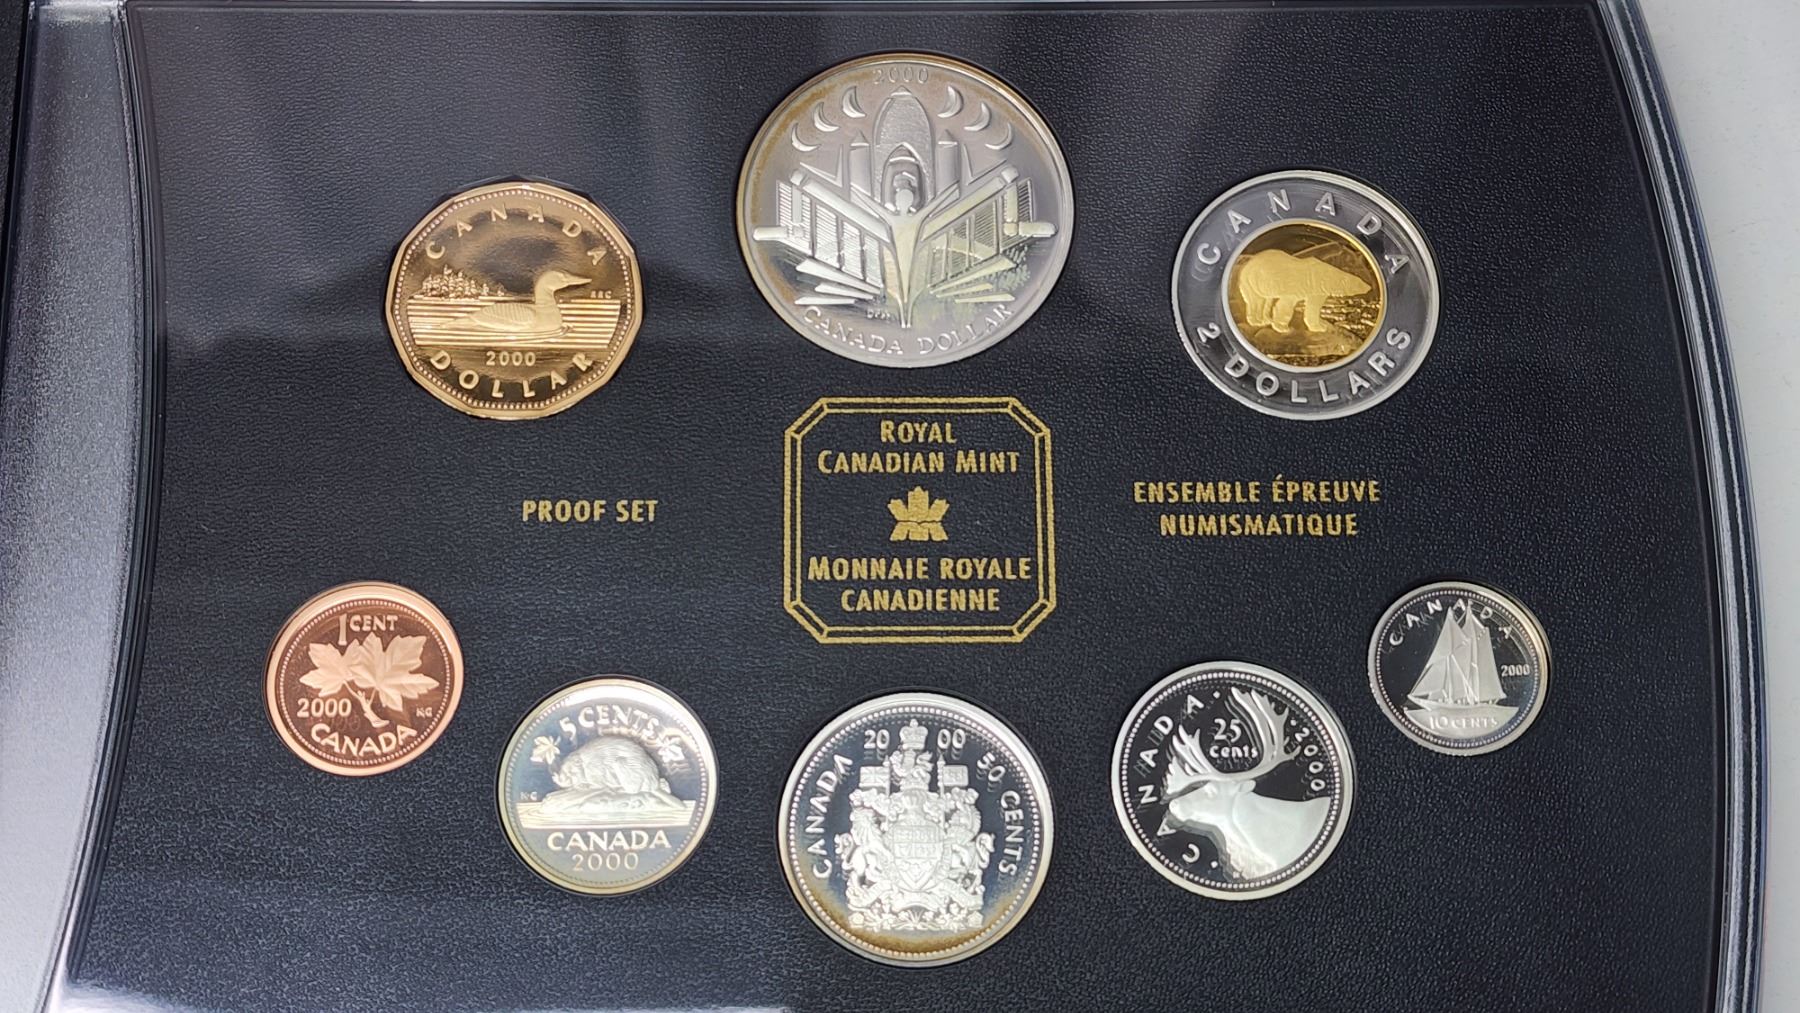 2000
CANADA DOLLAR
CANADA
2000
DOLLAR
CANADA
2 DOLLARS
ROYAL
CANADIAN MINT
MONNAIE ROYALE
CANADIENNE
PROOF SET
ENSEMBLE ÉPREUVE
NUMISMATIQUE
1 CENT
2000
CANADA
5 CENTS
CANADA
2000
2000
CANADA
50 CENTS
CANADA
25
Cents
2000
CANADA
2000
10 CENTS